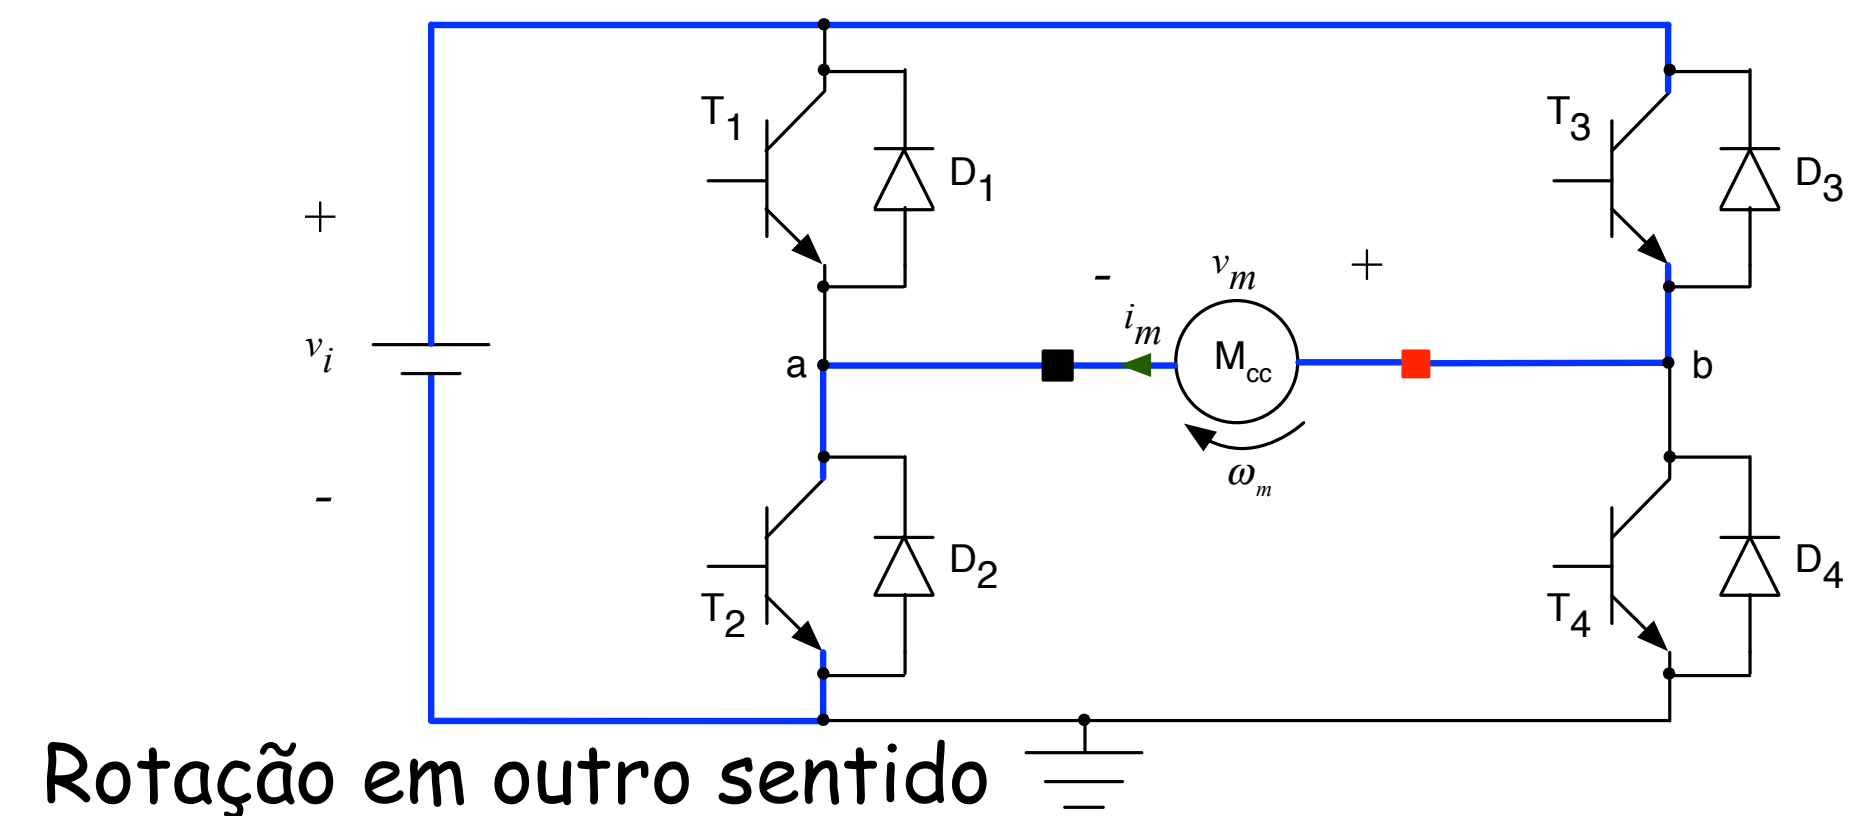 T1
D1
T3
D3
+
- vm +
im
vi
a
Mcc
b
ωm
-
D2
T2
D4
T4
Rotação em outro sentido